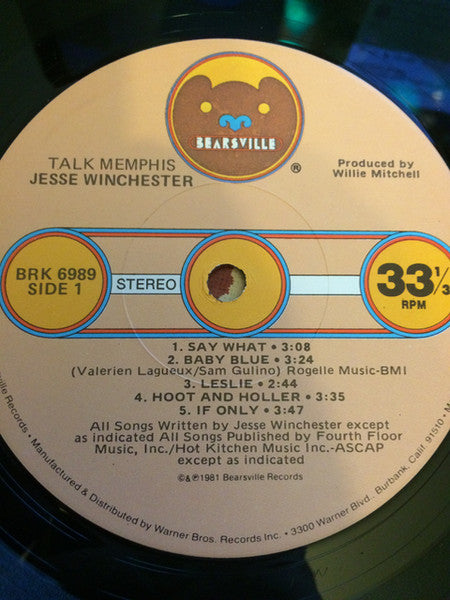 BEARSVILLE
®
TALK MEMPHIS
JESSE WINCHESTER
Produced by
Willie Mitchell
BRK 6989
SIDE 1
STEREO
33 1/3
RPM
1. SAY WHAT • 3:08
2. BABY BLUE • 3:24
(Valerien Lagueux/Sam Gulino) Rogelle Music-BMI
3. LESLIE • 2:44
4. HOOT AND HOLLER • 3:35
5. IF ONLY • 3:47
All Songs Written by Jesse Winchester except
as indicated All Songs Published by Fourth Floor
Music, Inc./Hot Kitchen Music Inc.-ASCAP
except as indicated
©&℗1981 Bearsville Records
Records • Manufactured & Distributed by Warner Bros. Records Inc. • 3300 Warner Blvd. Burbank, Calif. 91510 •